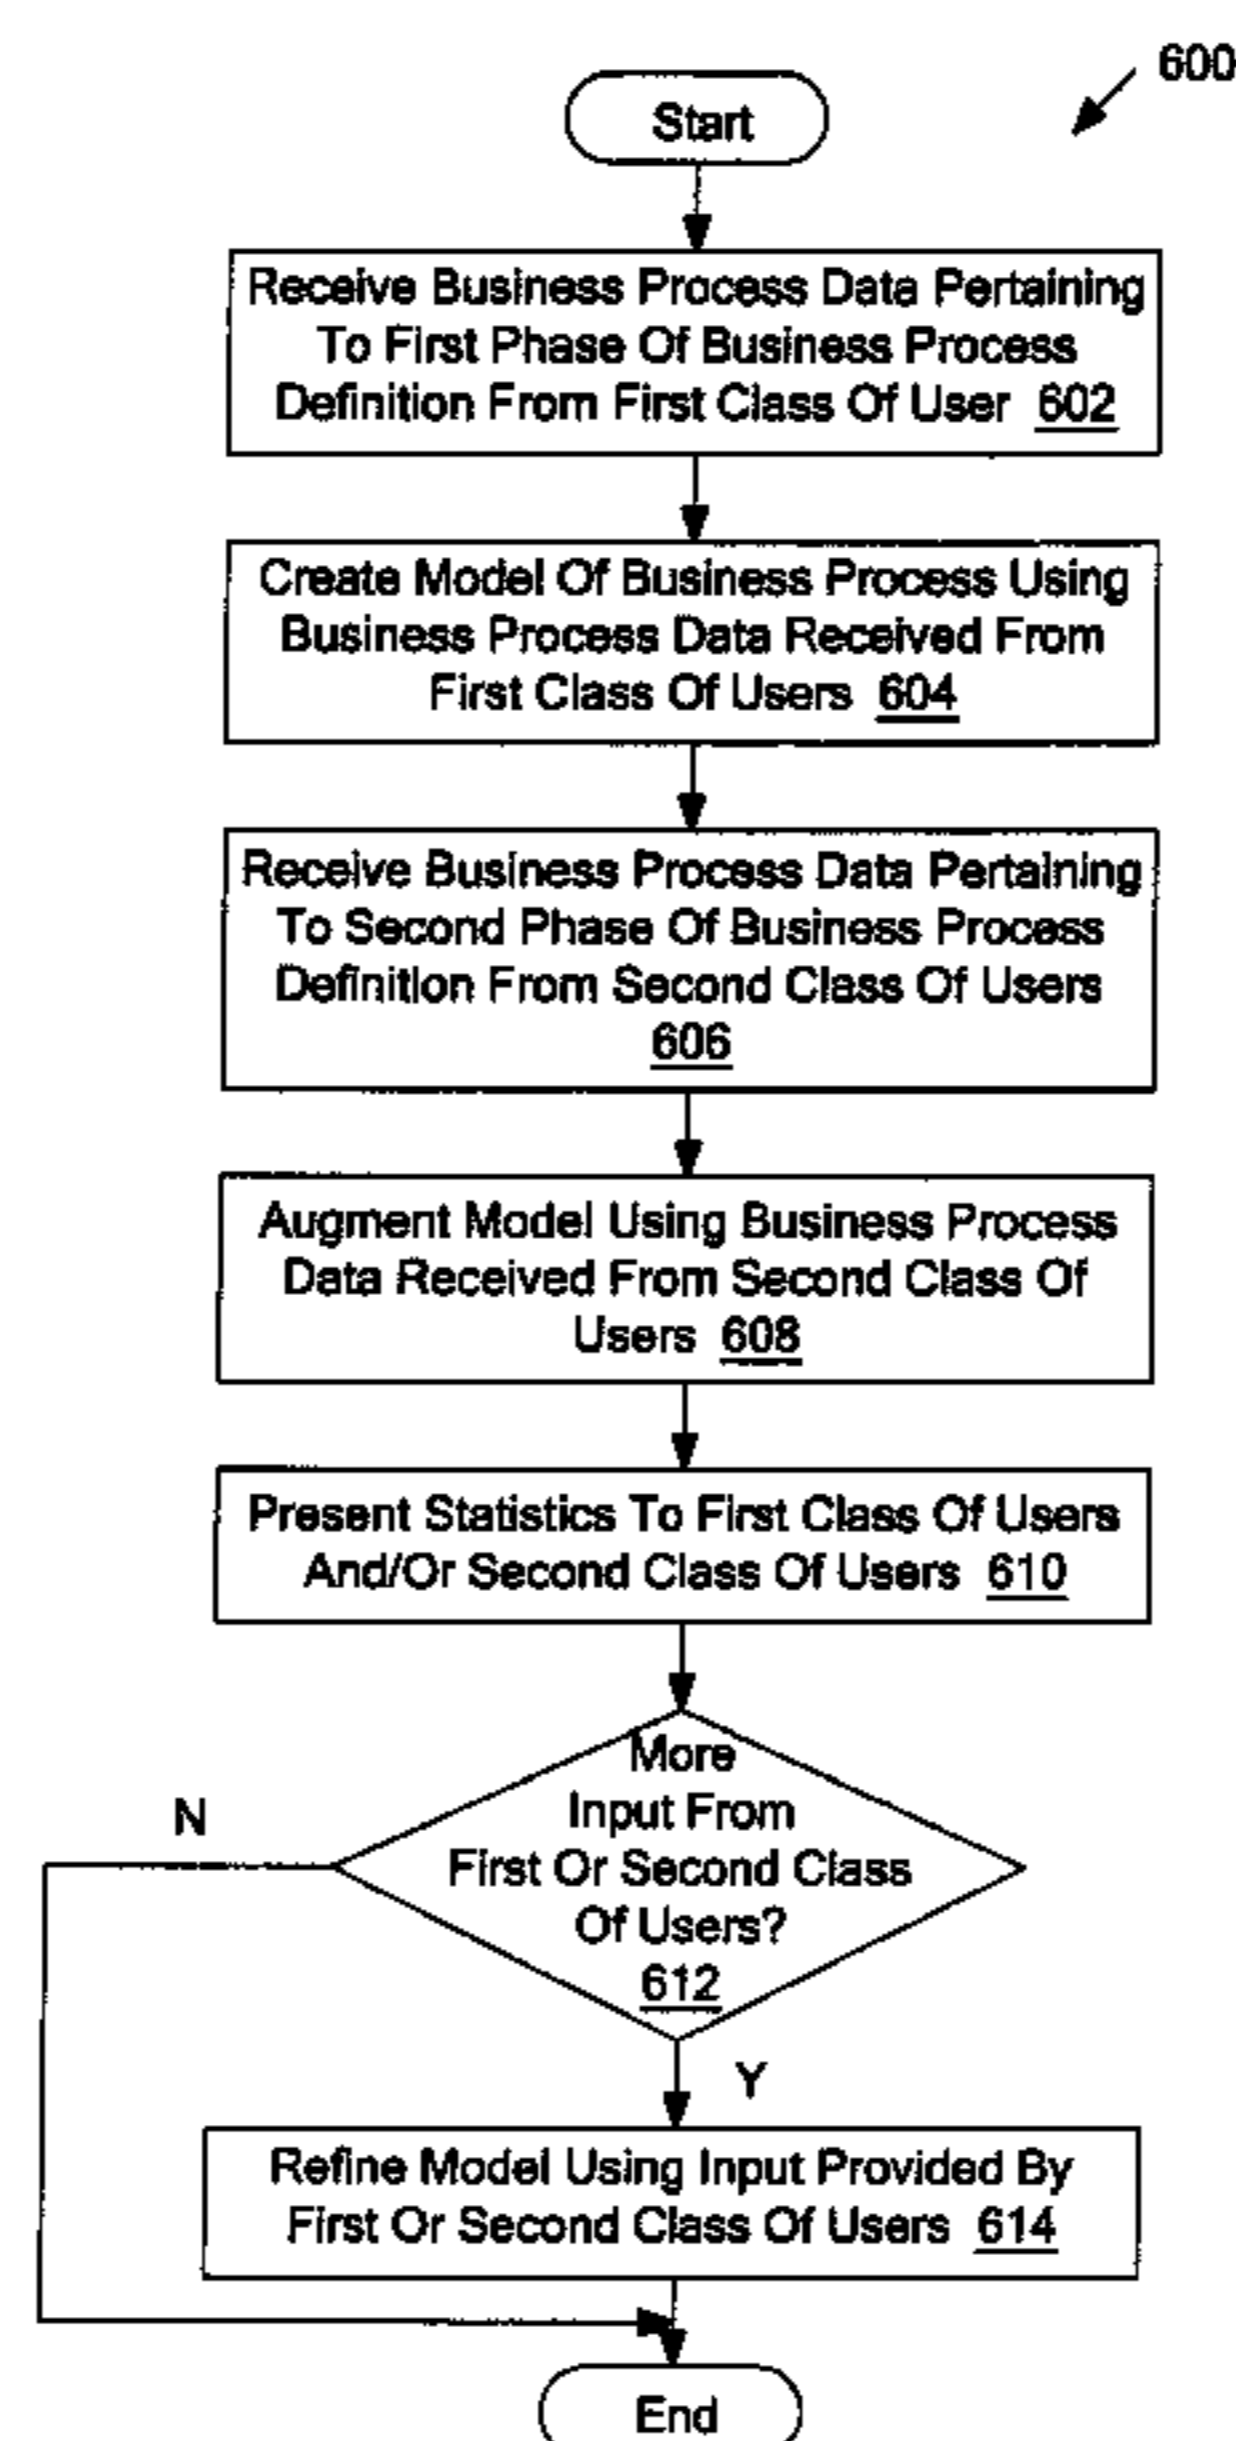 600
Start
Receive Business Process Data Pertaining
To First Phase Of Business Process
Definition From First Class Of User 602
Create Model Of Business Process Using
Business Process Data Received From
First Class Of Users 604
Receive Business Process Data Pertaining
To Second Phase Of Business Process
Definition From Second Class Of Users
606
Augment Model Using Business Process
Data Received From Second Class Of
Users 608
Present Statistics To First Class Of Users
And/Or Second Class Of Users 610
More
Input From
First Or Second Class
Of Users?
612
N
Y
Refine Model Using Input Provided By
First Or Second Class Of Users 614
End